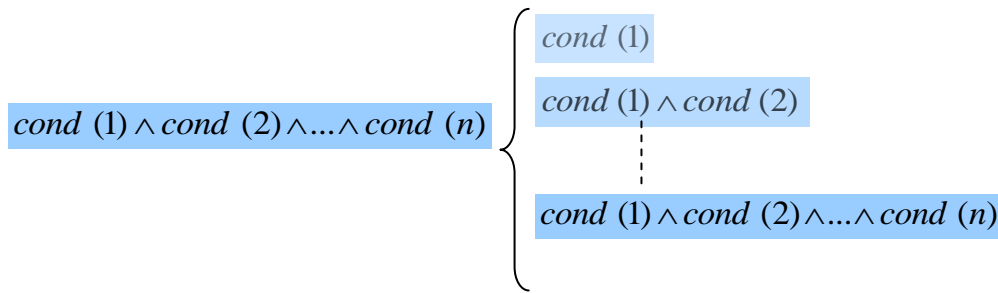 cond (1) ∧ cond (2) ∧ ... ∧ cond (n)
cond (1)
cond (1) ∧ cond (2)
cond (1) ∧ cond (2) ∧ ... ∧ cond (n)